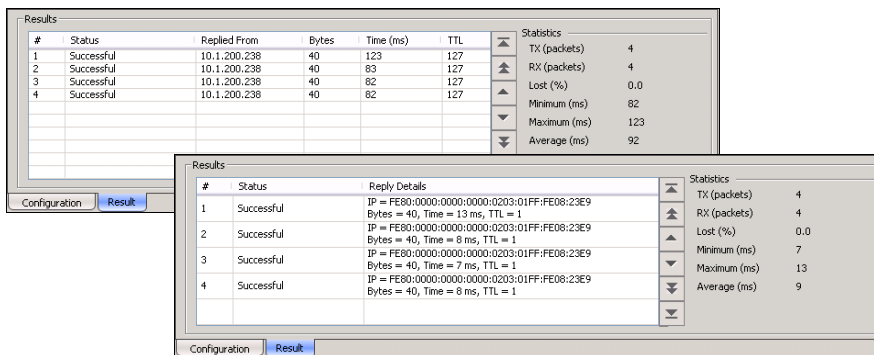 Results
# Status Replied From Bytes Time (ms) TTL
1 Successful 10.1.200.238 40 123 127
2 Successful 10.1.200.238 40 83 127
3 Successful 10.1.200.238 40 82 127
4 Successful 10.1.200.238 40 82 127
Statistics
TX (packets) 4
RX (packets) 4
Lost (%) 0.0
Minimum (ms) 82
Maximum (ms) 123
Average (ms) 92
Configuration Result
Results
# Status Reply Details
1 Successful IP = FE80:0000:0000:0000:0203:01FF:FE08:23E9
Bytes = 40, Time = 13 ms, TTL = 1
2 Successful IP = FE80:0000:0000:0000:0203:01FF:FE08:23E9
Bytes = 40, Time = 8 ms, TTL = 1
3 Successful IP = FE80:0000:0000:0000:0203:01FF:FE08:23E9
Bytes = 40, Time = 7 ms, TTL = 1
4 Successful IP = FE80:0000:0000:0000:0203:01FF:FE08:23E9
Bytes = 40, Time = 8 ms, TTL = 1
Statistics
TX (packets) 4
RX (packets) 4
Lost (%) 0.0
Minimum (ms) 7
Maximum (ms) 13
Average (ms) 9
Configuration Result